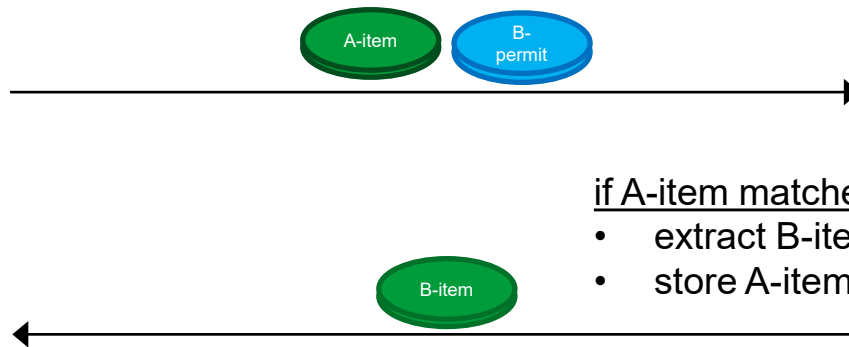 A-item
B-
permit
if A-item matche
• extract B-ite
• store A-item
B-item